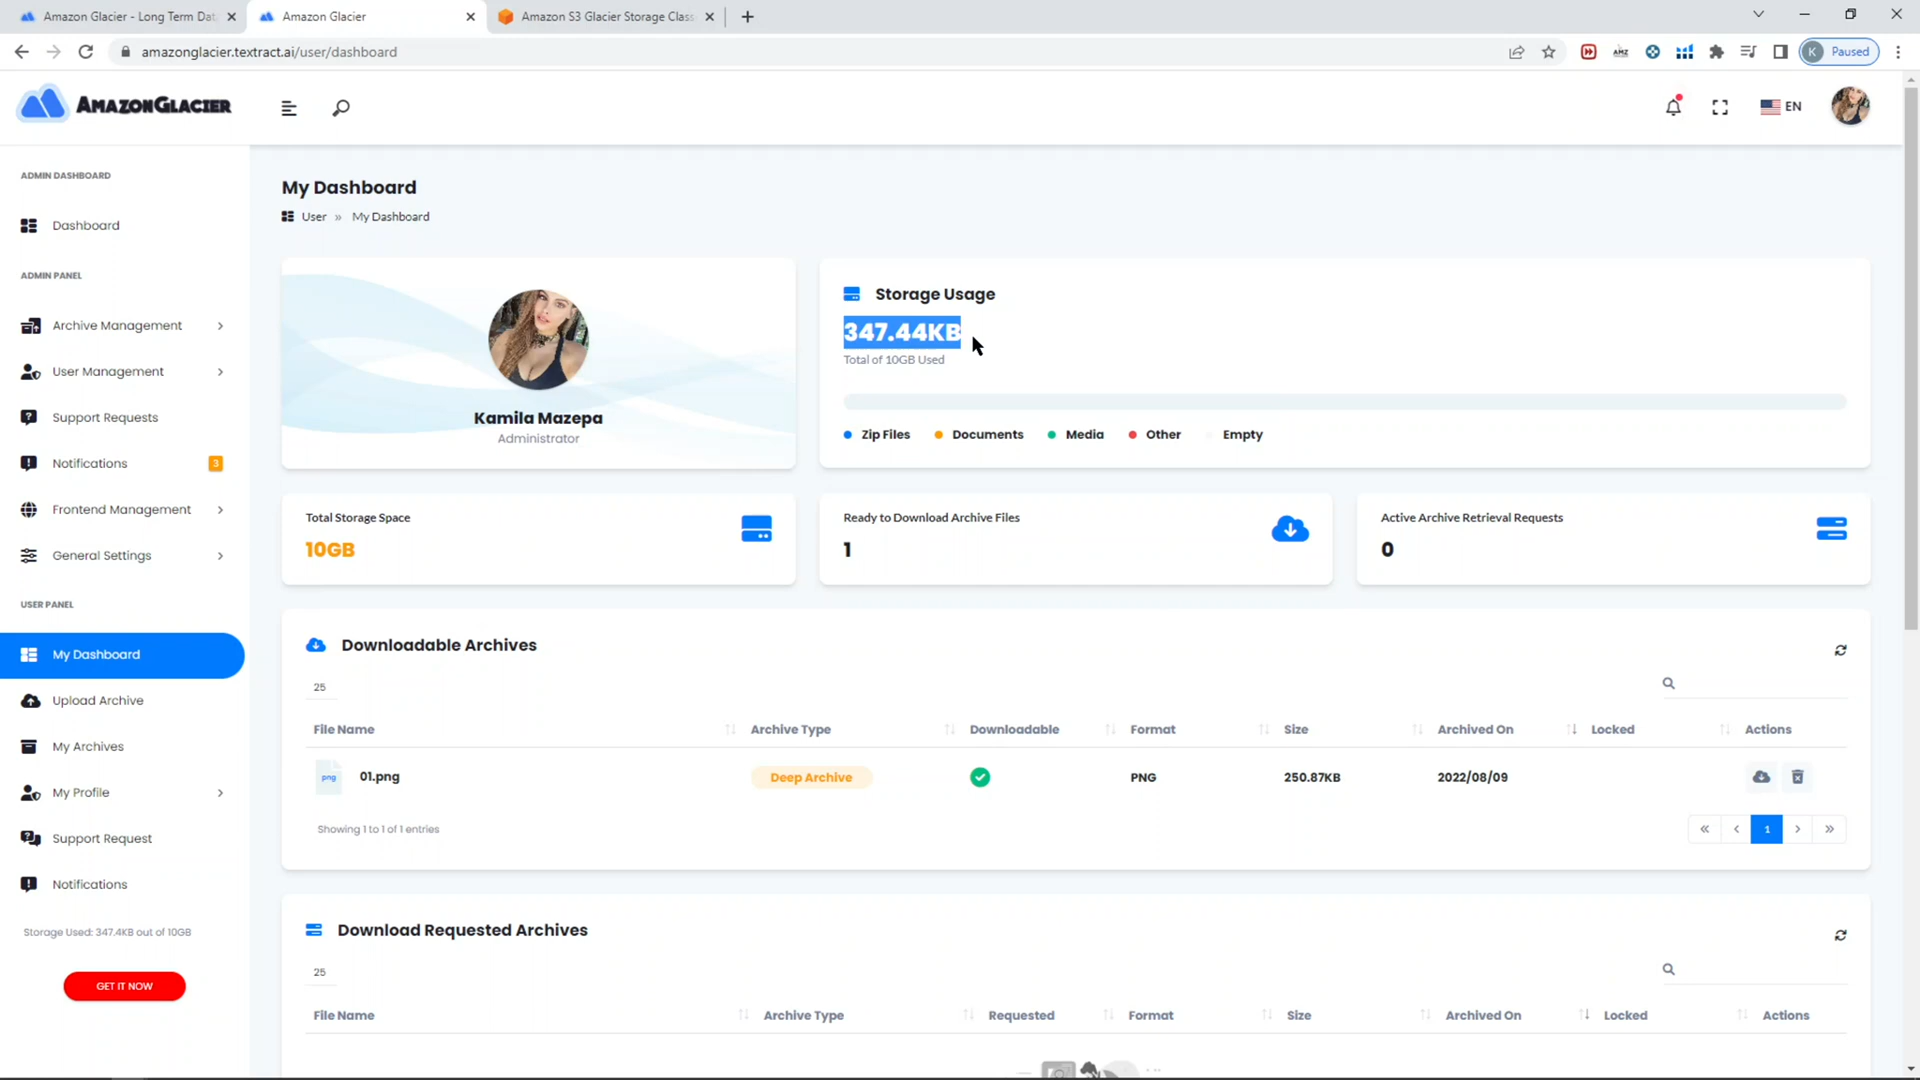 Amazon Glacier - Long Term Dat
Amazon Glacier
Amazon S3 Glacier Storage Class
amazonglacier.textract.ai/user/dashboard
K Paused
AMAZONGLACIER
EN
ADMIN DASHBOARD
Dashboard
ADMIN PANEL
Archive Management
User Management
Support Requests
Notifications 3
Frontend Management
General Settings
USER PANEL
My Dashboard
Upload Archive
My Archives
My Profile
Support Request
Notifications
Storage Used: 347.4KB out of 10GB
GET IT NOW
My Dashboard
User » My Dashboard
Kamila Mazepa
Administrator
Storage Usage
347.44KB
Total of 10GB Used
Zip Files Documents Media Other Empty
Total Storage Space
10GB
Ready to Download Archive Files
1
Active Archive Retrieval Requests
0
Downloadable Archives
25
File Name Archive Type Downloadable Format Size Archived On Locked Actions
png 01.png Deep Archive PNG 250.87KB 2022/08/09
Showing 1 to 1 of 1 entries
« ‹ 1 › »
Download Requested Archives
25
File Name Archive Type Requested Format Size Archived On Locked Actions